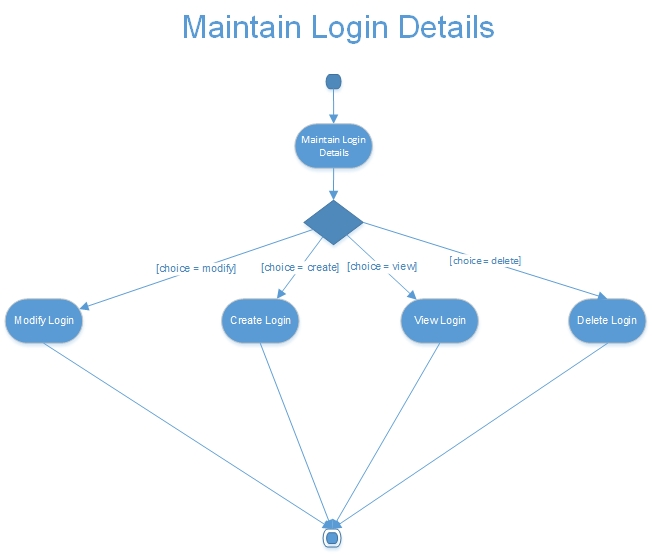 Maintain Login Details
Maintain Login
Details
[choice = modify]
[choice = create]
[choice = view]
[choice = delete]
Modify Login
Create Login
View Login
Delete Login